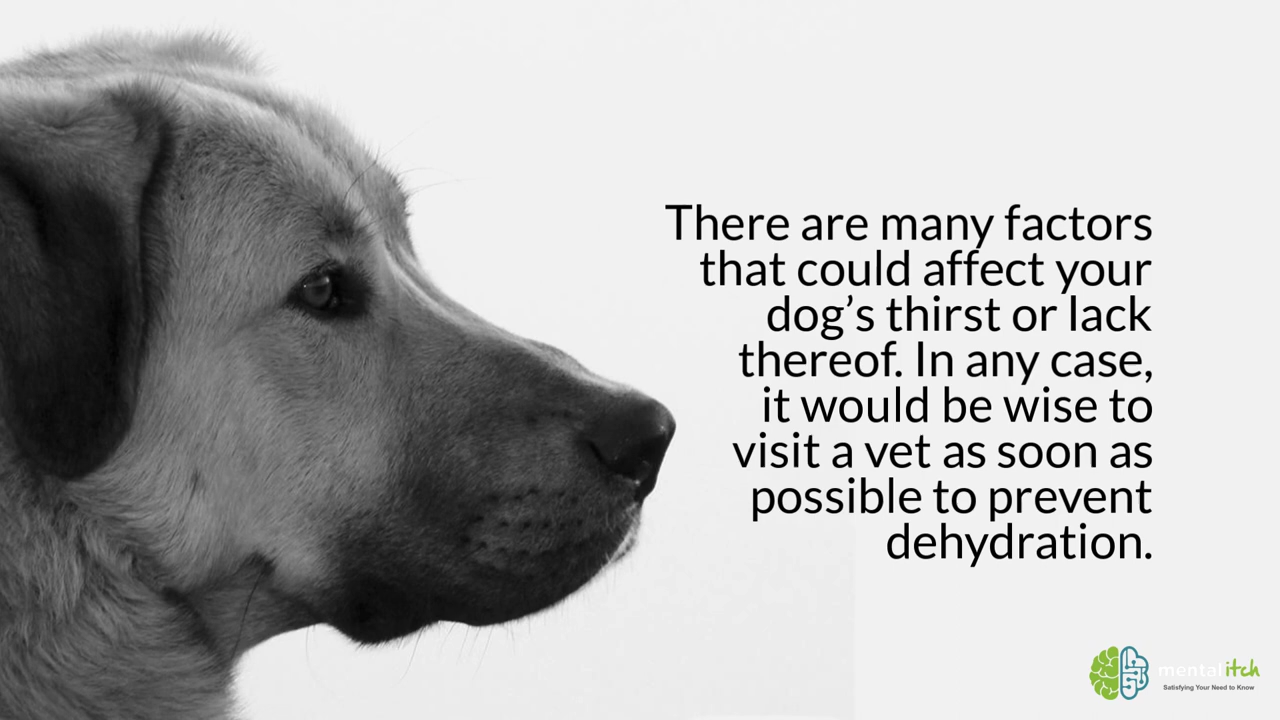 There are many factors
that could affect your
dog’s thirst or lack
thereof. In any case,
it would be wise to
visit a vet as soon as
possible to prevent
dehydration.
mentalitch
Satisfying Your Need to Know